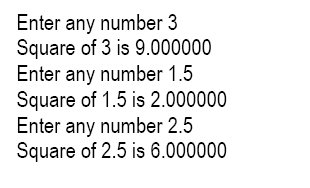 Enter any number 3
Square of 3 is 9.000000
Enter any number 1.5
Square of 1.5 is 2.000000
Enter any number 2.5
Square of 2.5 is 6.000000